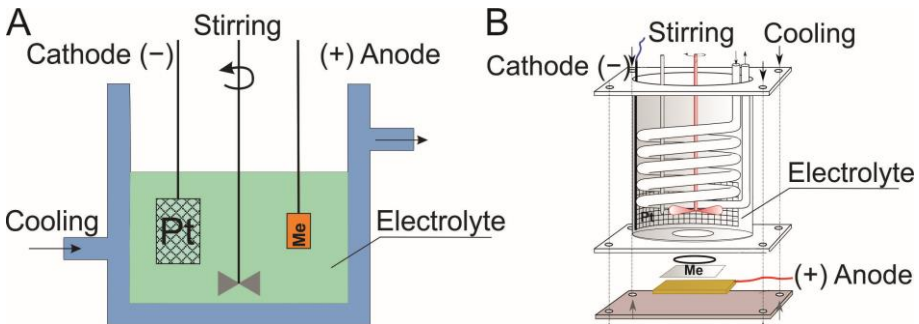 A
Stirring
Cathode (–)
(+) Anode
Pt
Me
Cooling
Electrolyte
B
Stirring
Cooling
Cathode (–)
Electrolyte
Pt
Me
(+) Anode